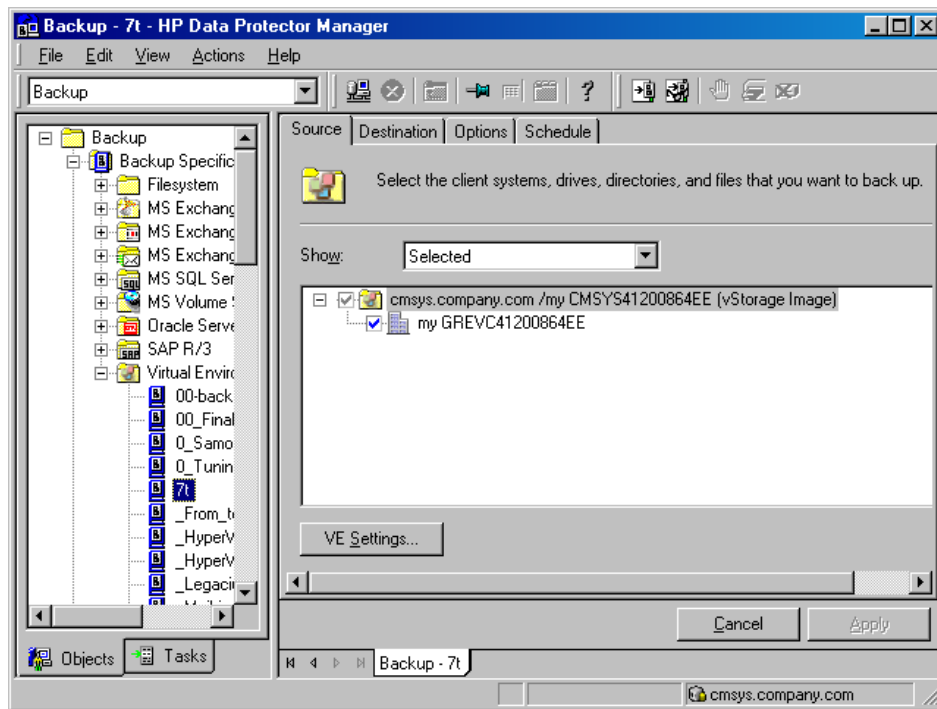 Backup - 7t - HP Data Protector Manager
File Edit View Actions Help
Backup
Backup
Backup Specific
Filesystem
MS Exchang
MS Exchang
MS Exchang
MS SQL Ser
MS Volume
Oracle Serve
SAP R/3
Virtual Enviro
00-back
00_Final
0_Samo
0_Tunin
7t
_From_t
_HyperV
_HyperV
_Legaci
Objects Tasks
Source Destination Options Schedule
Select the client systems, drives, directories, and files that you want to back up.
Show: Selected
cmsys.company.com /my CMSYS41200864EE (vStorage Image)
my GREVC41200864EE
VE Settings...
Cancel Apply
Backup - 7t
cmsys.company.com